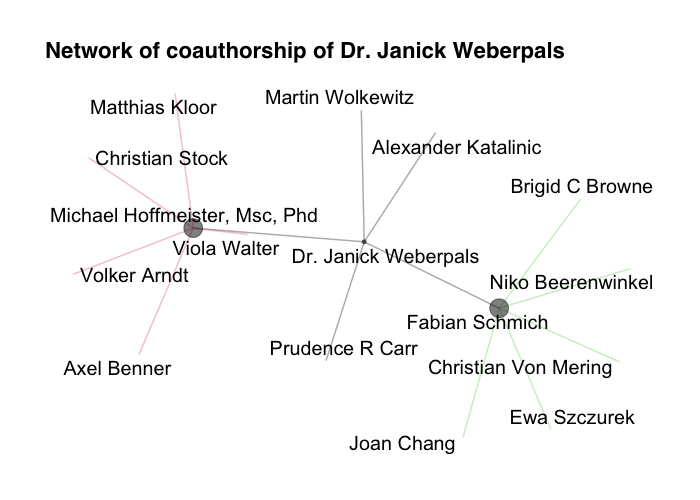 Network of coauthorship of Dr. Janick Weberpals
Martin Wolkewitz
Matthias Kloor
Alexander Katalinic
Christian Stock
Brigid C Browne
Michael Hoffmeister, Msc, Phd
Viola Walter
Dr. Janick Weberpals
Volker Arndt
Niko Beerenwinkel
Fabian Schmich
Prudence R Carr
Axel Benner
Christian Von Mering
Ewa Szczurek
Joan Chang